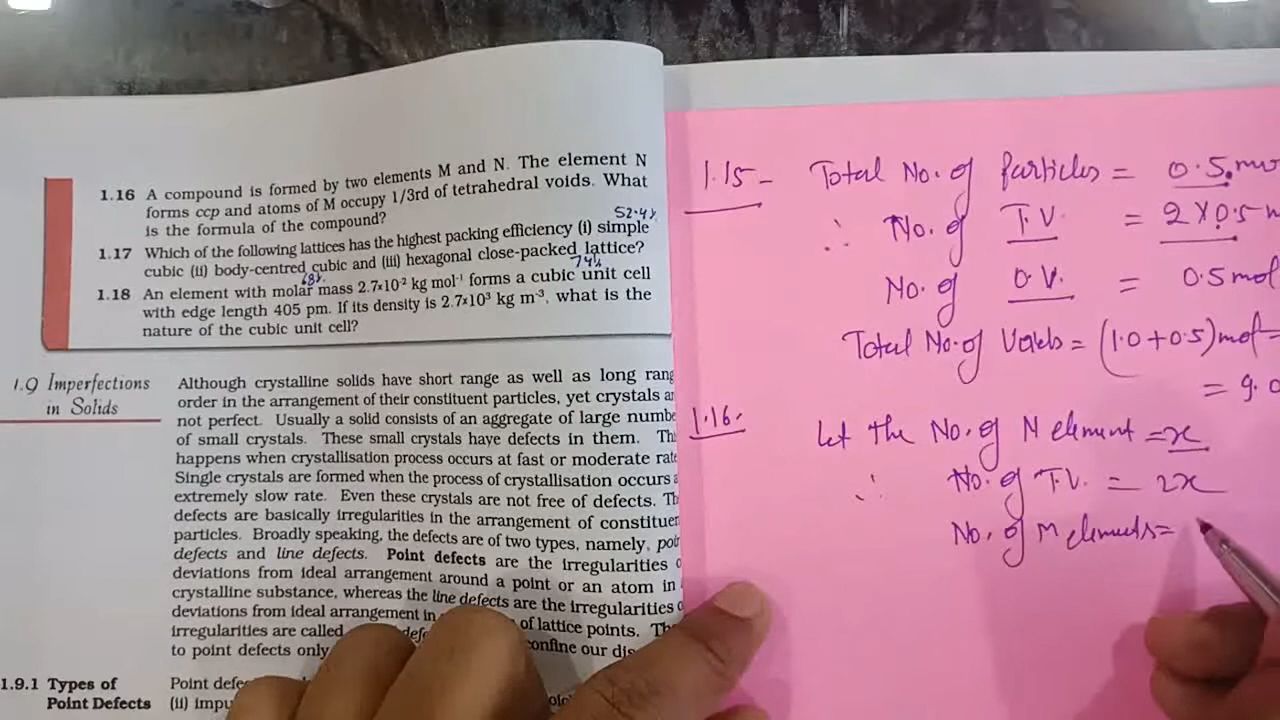 1.16 A compound is formed by two elements M and N. The element N
forms ccp and atoms of M occupy 1/3rd of tetrahedral voids. What
is the formula of the compound?
52.4%
1.17 Which of the following lattices has the highest packing efficiency (i) simple
cubic (ii) body-centred cubic and (iii) hexagonal close-packed lattice?
68% 74%
1.18 An element with molar mass 2.7×10⁻² kg mol⁻¹ forms a cubic unit cell
with edge length 405 pm. If its density is 2.7×10³ kg m⁻³, what is the
nature of the cubic unit cell?
1.9 Imperfections
in Solids
Although crystalline solids have short range as well as long rang
order in the arrangement of their constituent particles, yet crystals
not perfect. Usually a solid consists of an aggregate of large numbe
of small crystals. These small crystals have defects in them.
happens when crystallisation process occurs at fast or moderate rate
Single crystals are formed when the process of crystallisation occurs
extremely slow rate. Even these crystals are not free of defects.
defects are basically irregularities in the arrangement of constituen
particles. Broadly speaking, the defects are of two types, namely,
defects and line defects. Point defects are the irregularities
deviations from ideal arrangement around a point or an atom in
crystalline substance, whereas the line defects are the irregularities
deviations from ideal arrangement in of lattice points.
irregularities are called
to point defects only confine our
1.9.1 Types of
Point Defects
Point
(ii)
1.15- Total No. of Particles = 0.5
∴ No. of T.V. = 2×0.5
No. of O.V. = 0.5mol
Total No. of Voids = (1.0+0.5)mol
= 9.0
1.16. Let the No. of N element = x
∴ No. of T.V. = 2x
No. of M elements =